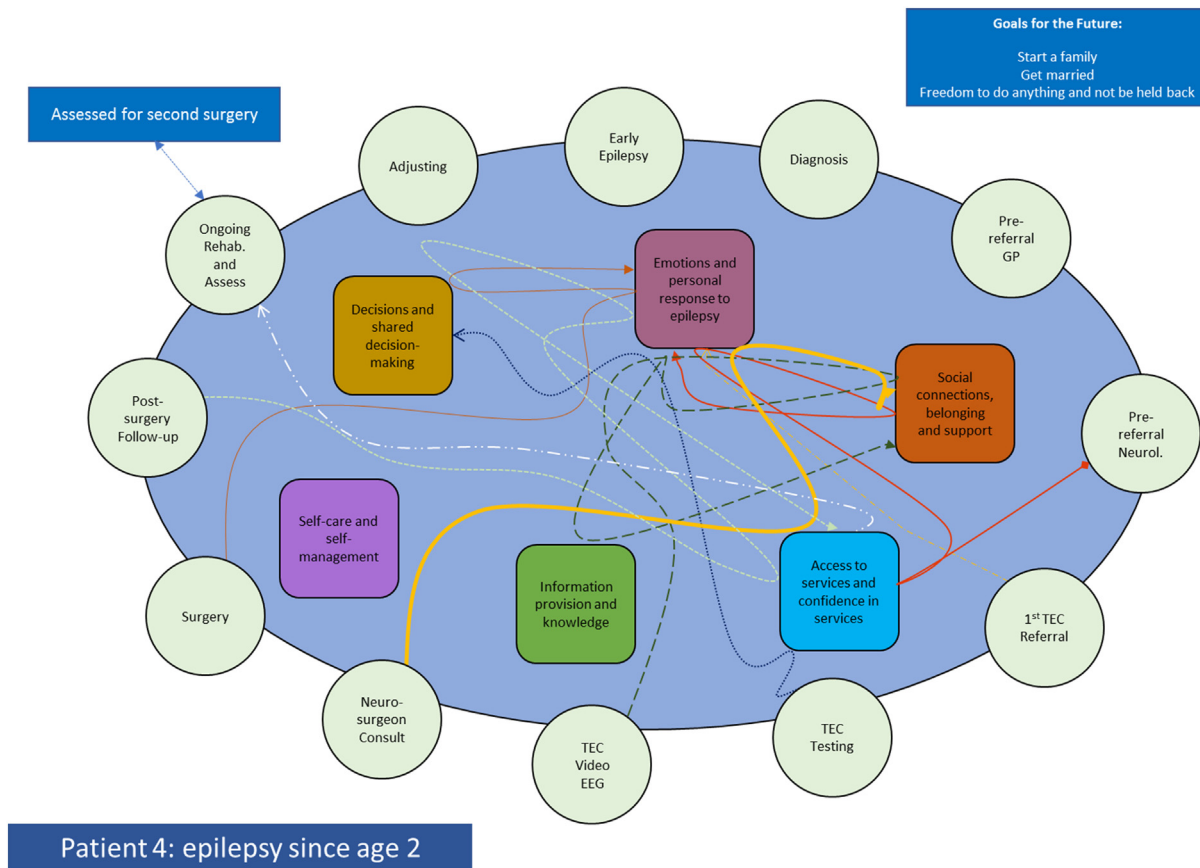 Goals for the Future:
Start a family
Get married
Freedom to do anything and not be held back
Assessed for second surgery
Adjusting
Early
Epilepsy
Diagnosis
Pre-
referral
GP
Ongoing
Rehab.
and
Assess
Emotions and
personal
response to
epilepsy
Decisions and
shared
decision-
making
Social
connections,
belonging
and support
Post-
surgery
Follow-up
Pre-
referral
Neurol.
Self-care and
self-
management
Information
provision and
knowledge
Access to
services and
confidence in
services
Surgery
1st TEC
Referral
Neuro-
surgeon
Consult
TEC
Video
EEG
TEC
Testing
Patient 4: epilepsy since age 2